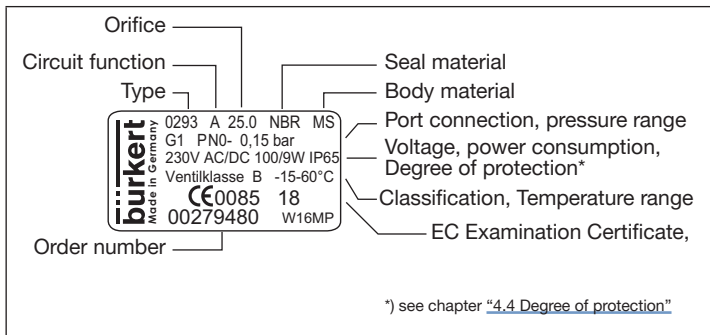 Orifice
Circuit function
Type
Seal material
Body material
Port connection, pressure range
Voltage, power consumption,
Degree of protection*
Classification, Temperature range
EC Examination Certificate,
Order number
burkert
Made in Germany
0293 A 25.0 NBR MS
G1 PN0- 0,15 bar
230V AC/DC 100/9W IP65
Ventilklasse B -15-60°C
CE0085 18
00279480 W16MP
*) see chapter "4.4 Degree of protection"